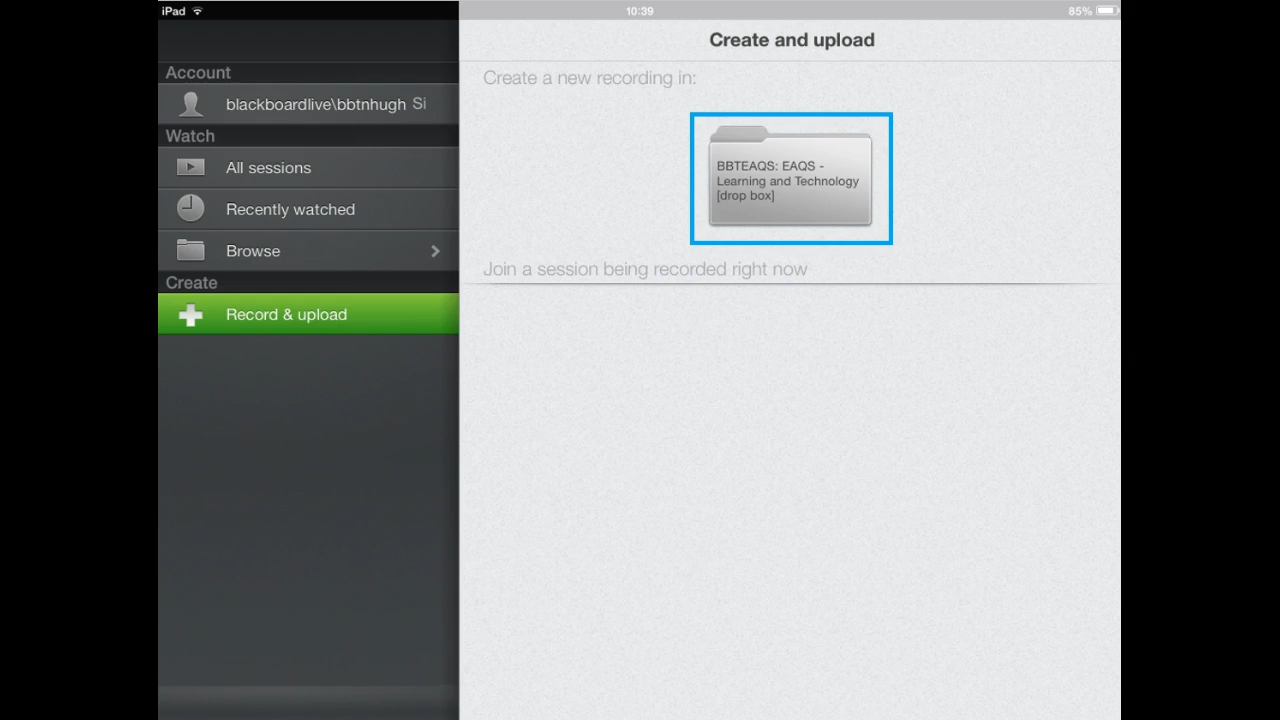 iPad
10:39
85%
Account
blackboardlive\bbtnhugh Si
Watch
All sessions
Recently watched
Browse
Create
Record & upload
Create and upload
Create a new recording in:
BBTEAQS: EAQS -
Learning and Technology
[drop box]
Join a session being recorded right now